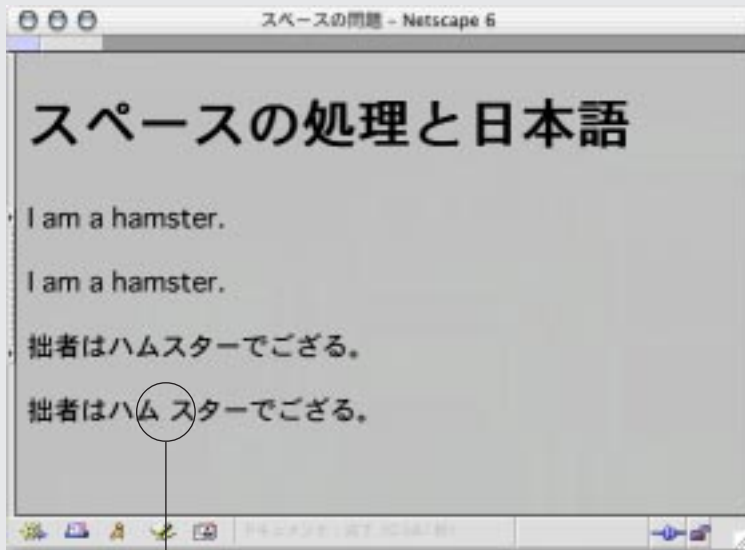 スペースの問題 – Netscape 6
スペースの処理と日本語
I am a hamster.
I am a hamster.
拙者はハムスターでござる。
拙者はハム スターでござる。